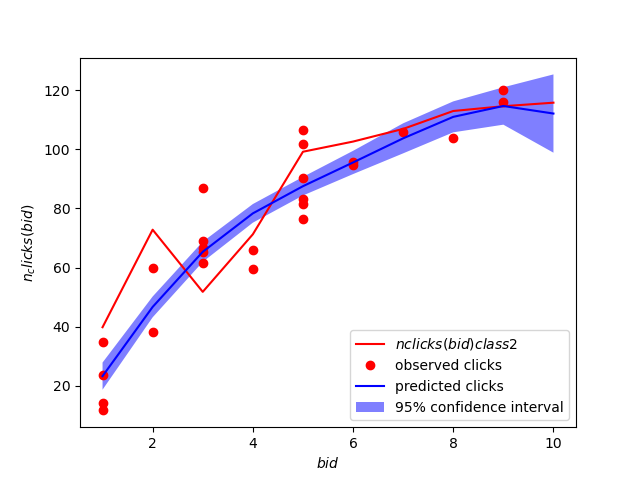 120
100
80
60
40
20
n_clicks(bid)
2
4
6
8
10
bid
nclicks(bid)class2
observed clicks
predicted clicks
95% confidence interval